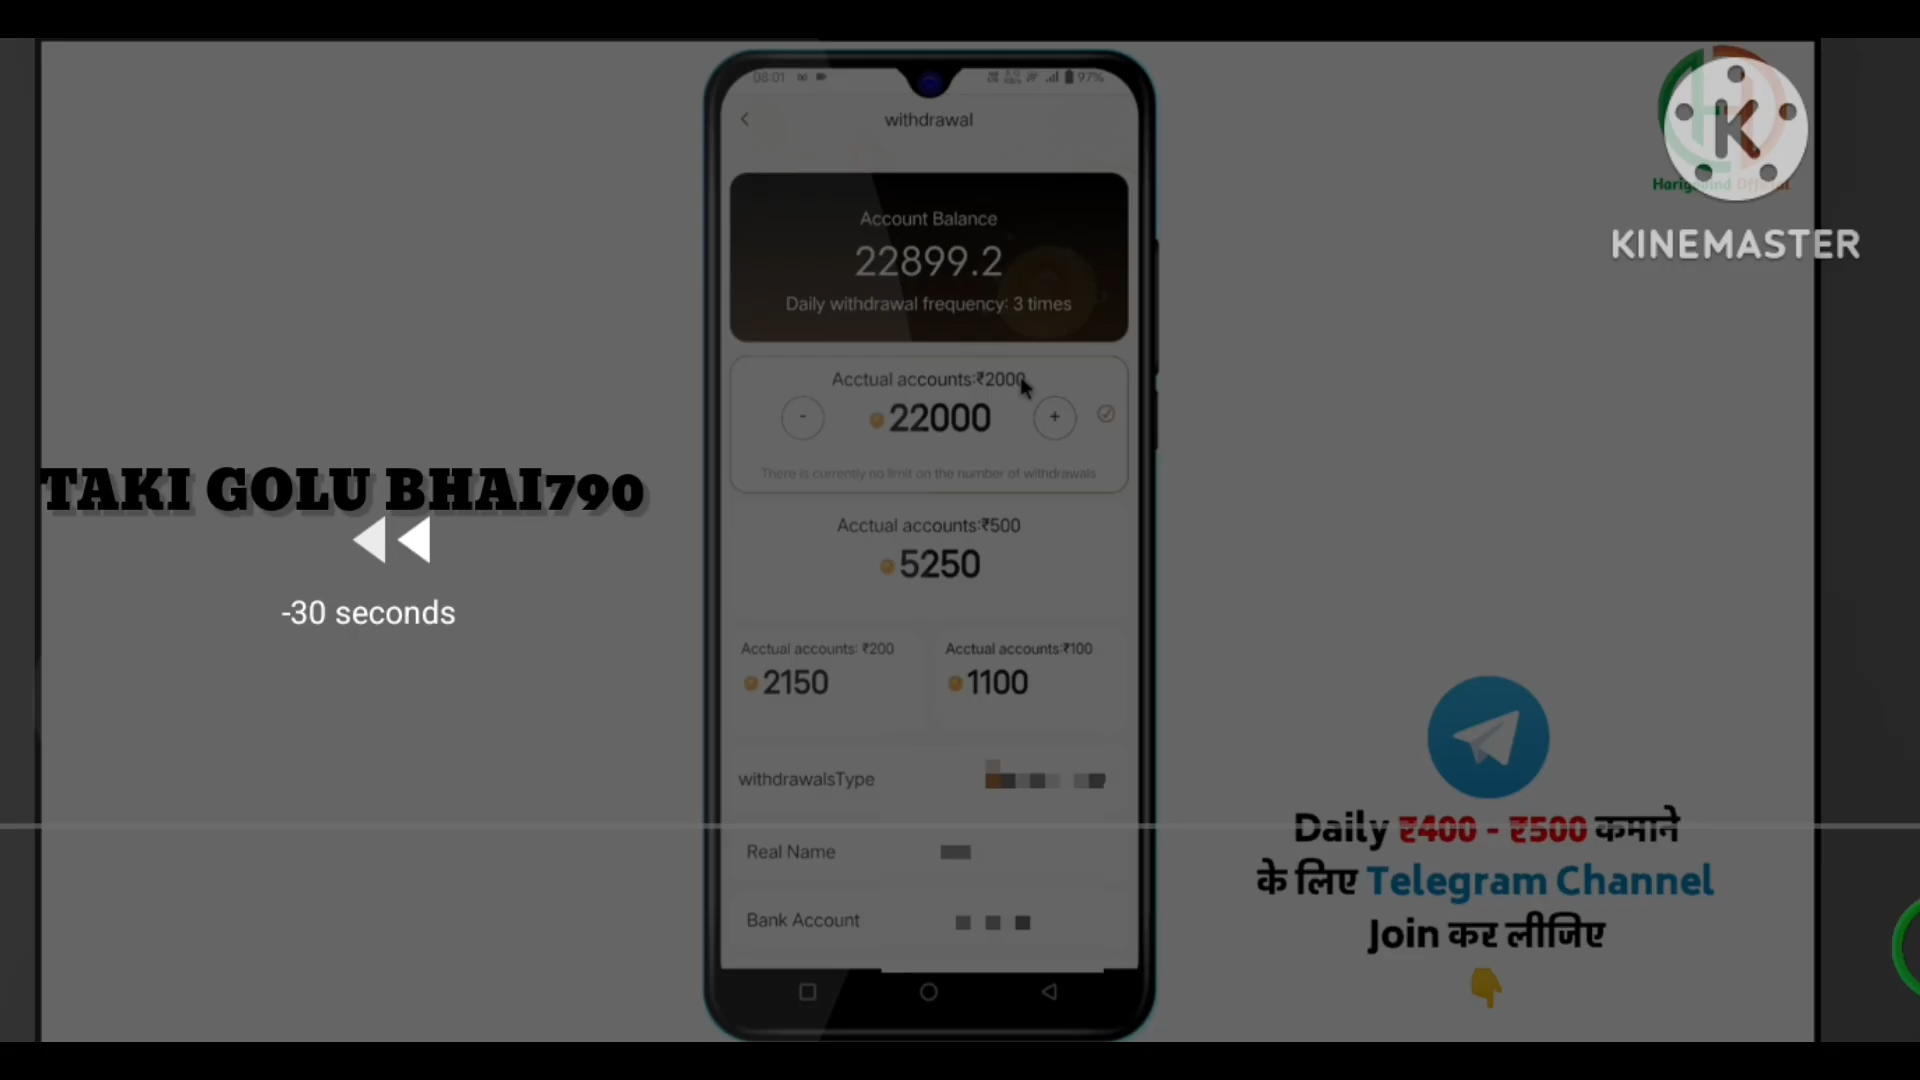 08:01
97%
withdrawal
Account Balance
22899.2
Daily withdrawal frequency: 3 times
Acctual accounts:₹2000
-
22000
+
There is currently no limit on the number of withdrawals
Acctual accounts:₹500
5250
Acctual accounts: ₹200
2150
Acctual accounts:₹100
1100
withdrawalsType
Real Name
Bank Account
TAKI GOLU BHAI790
-30 seconds
K
KINEMASTER
Daily ₹400 - ₹500 कमाने
के लिए Telegram Channel
Join कर लीजिए